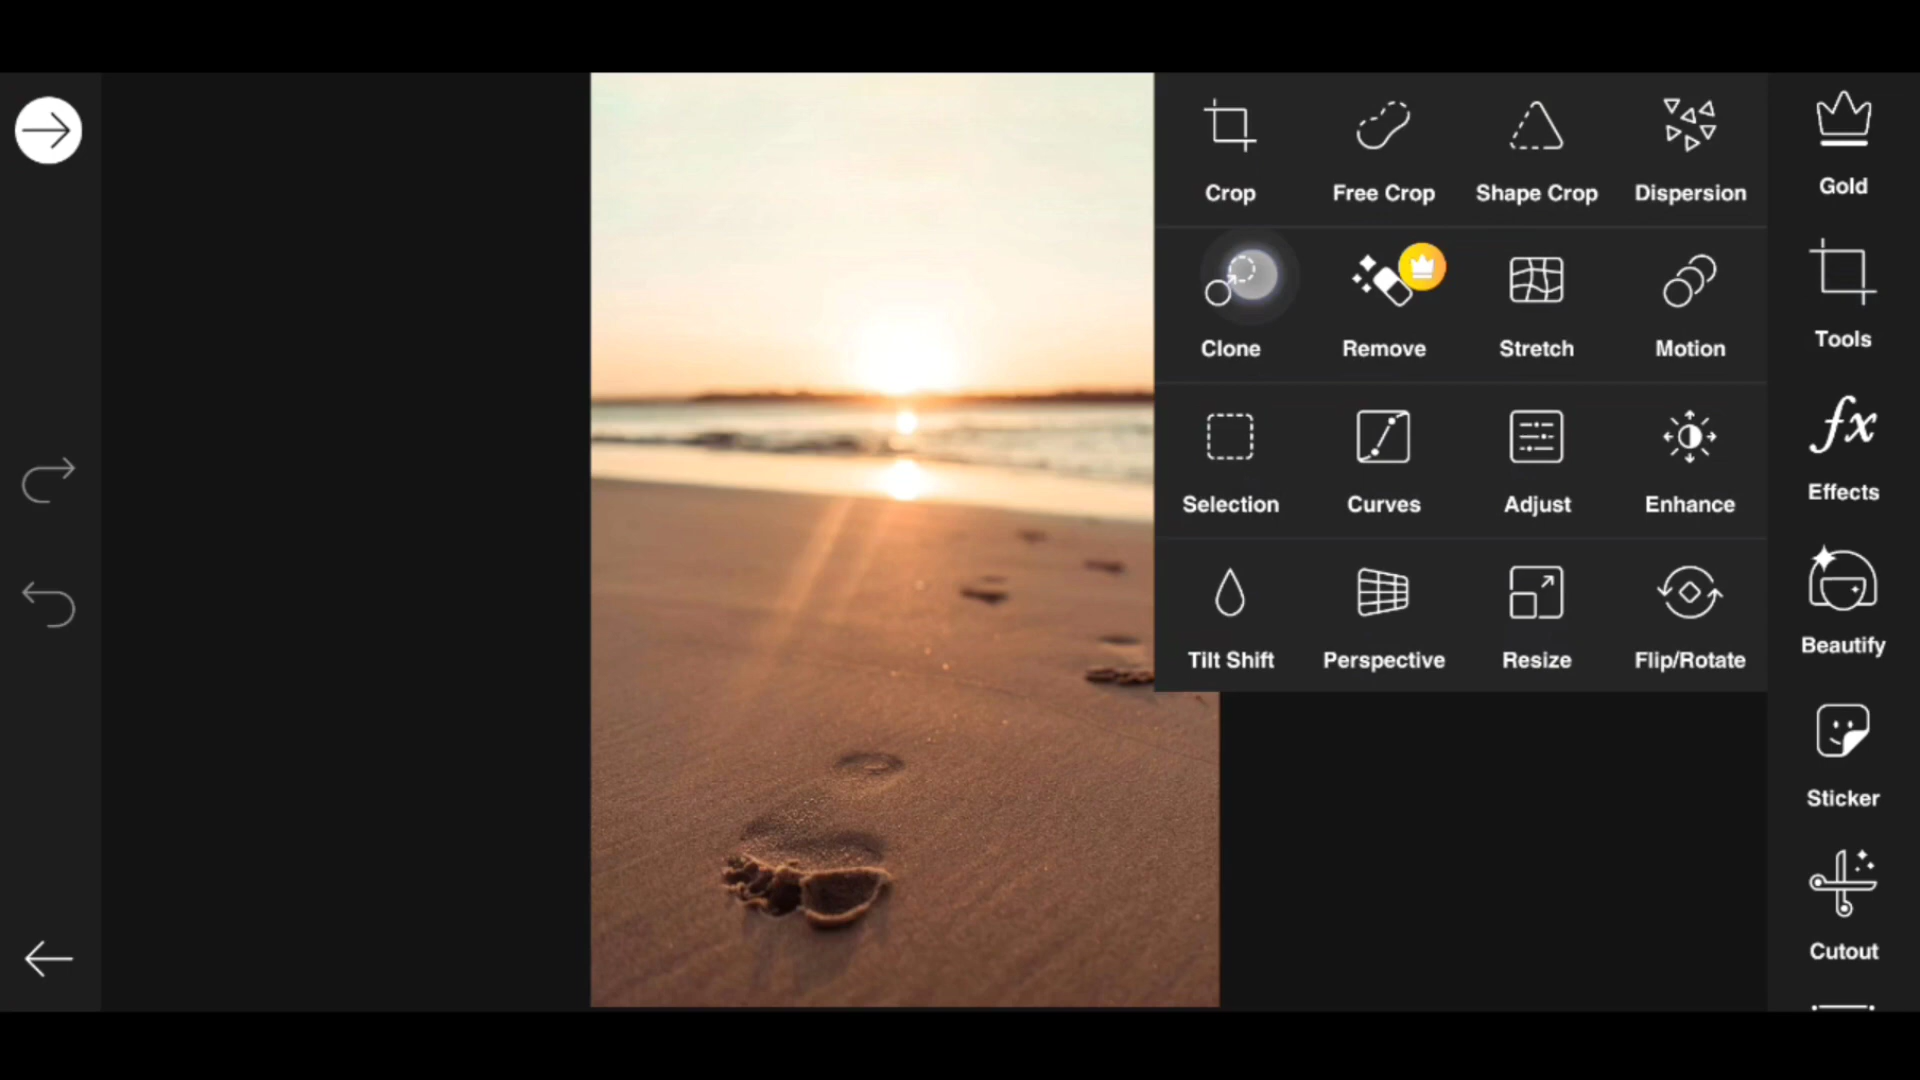 Crop Free Crop Shape Crop Dispersion
Clone Remove Stretch Motion
Selection Curves Adjust Enhance
Tilt Shift Perspective Resize Flip/Rotate
Gold
Tools
fx
Effects
Beautify
Sticker
Cutout